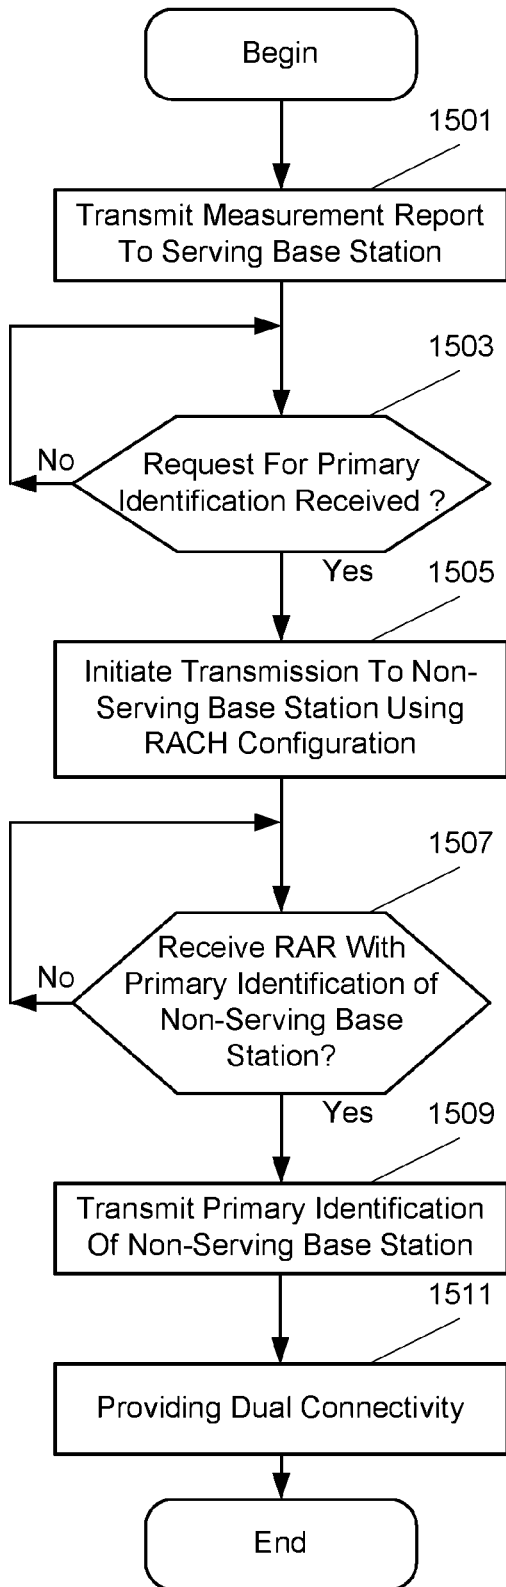 Begin
1501
Transmit Measurement Report
To Serving Base Station
1503
Request For Primary
Identification Received ?
No
Yes
1505
Initiate Transmission To Non-
Serving Base Station Using
RACH Configuration
1507
Receive RAR With
Primary Identification of
Non-Serving Base
Station?
No
Yes
1509
Transmit Primary Identification
Of Non-Serving Base Station
1511
Providing Dual Connectivity
End